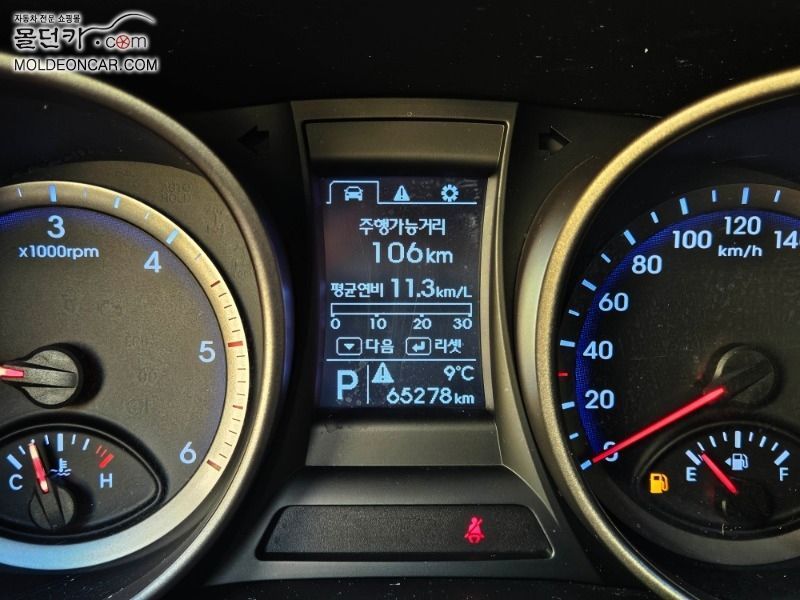 자동차 전문 쇼핑몰
몰던카.com
MOLDEONCAR.COM
3
x1000rpm
4
5
6
C
H
주행가능거리
106km
평균연비 11.3km/L
0 10 20 30
다음 리셋
P
9°C
65278km
0
20
40
60
80
100
120
140
km/h
E
F